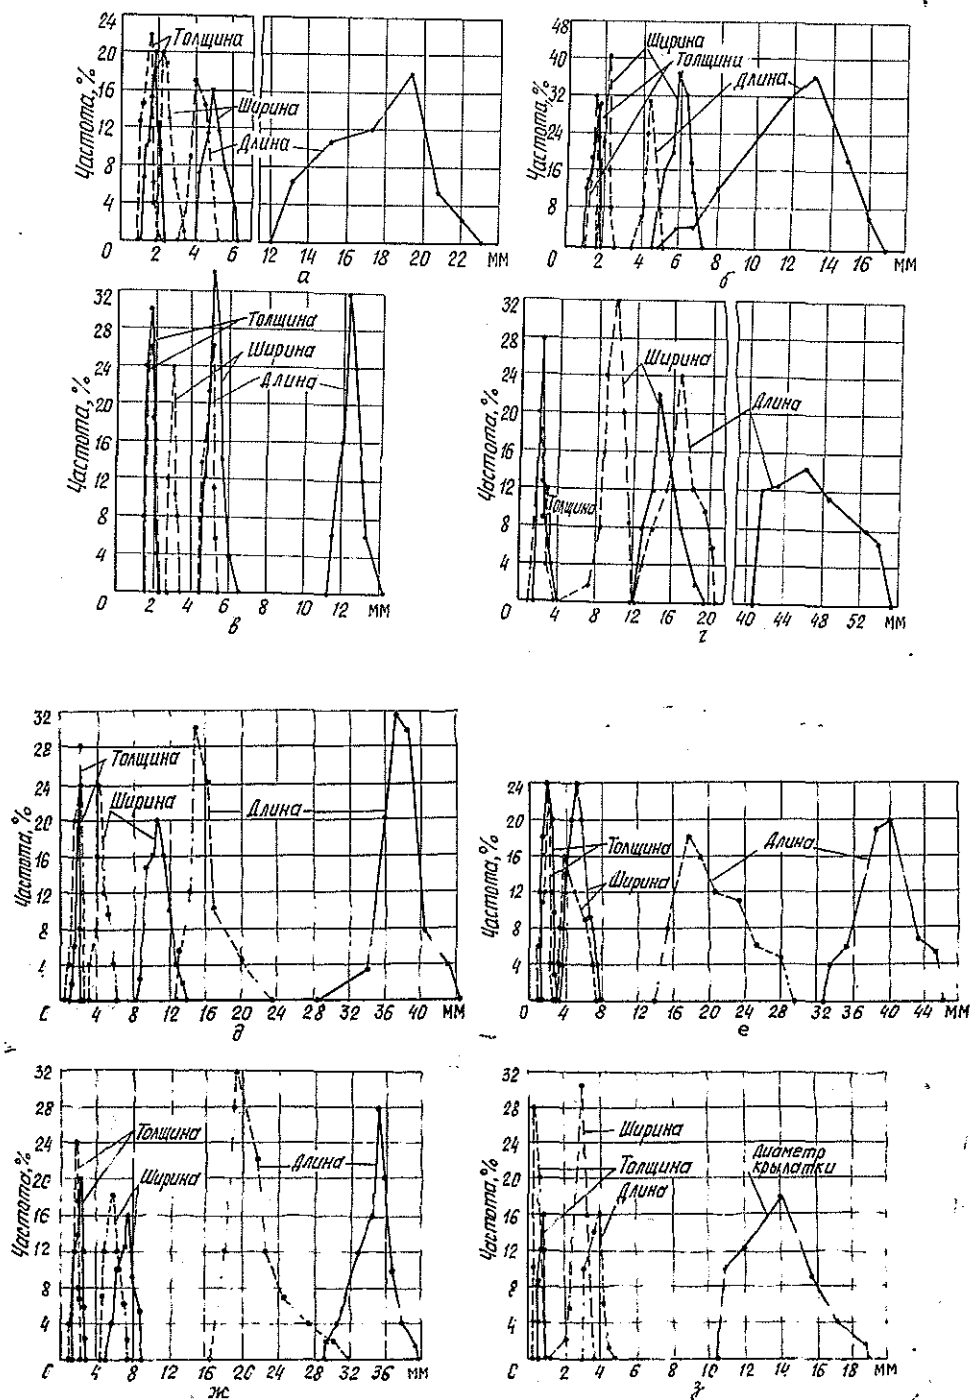 Частота, %
24
20
16
12
8
4
0
2 4 6 12 14 16 18 20 22 мм
Толщина
Ширина
Длина
а
Частота, %
48
40
32
24
16
8
0
2 4 6 8 10 12 14 16 мм
Ширина
Толщини
Длина
б
Частота, %
32
28
24
20
16
12
8
4
0
2 4 6 8 10 12 мм
Толщина
Ширина
Длина
в
Частота, %
32
28
24
20
16
12
8
4
0
4 8 12 16 20 40 44 48 52 мм
Ширина
Длина
Толщина
г
Частота, %
32
28
24
20
16
12
8
4
0
4 8 12 16 20 24 28 32 36 40 мм
Толщина
Ширина
Длина
д
Частота, %
24
20
16
12
8
4
0
4 8 12 16 20 24 28 32 36 40 44 мм
Толщина
Длина
Ширина
е
Частота, %
32
28
24
20
16
12
8
4
0
4 8 12 16 20 24 28 32 36 мм
Толщина
Ширина
Длина
ж
Частота, %
32
28
24
20
16
12
8
4
0
2 4 6 8 10 12 14 16 18 мм
Ширина
Толщина
Длина
Диаметр
крылатки
з